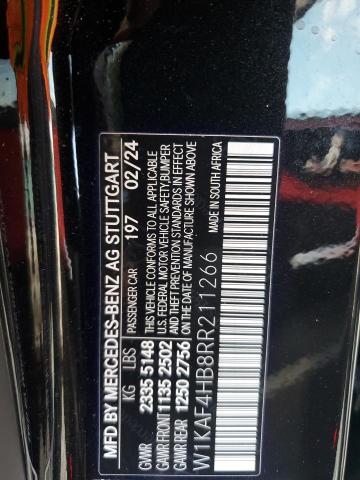 MFD BY MERCEDES-BENZ AG STUTTGART
KG LBS PASSENGER CAR 197 02/24
GVWR 2335 5148 THIS VEHICLE CONFORMS TO ALL APPLICABLE
GAWR FRONT 1135 2502 U.S. FEDERAL MOTOR VEHICLE SAFETY, BUMPER
GAWR REAR 1250 2756 AND THEFT PREVENTION STANDARDS IN EFFECT
ON THE DATE OF MANUFACTURE SHOWN ABOVE
W1KAF4HB8RR211266 MADE IN SOUTH AFRICA